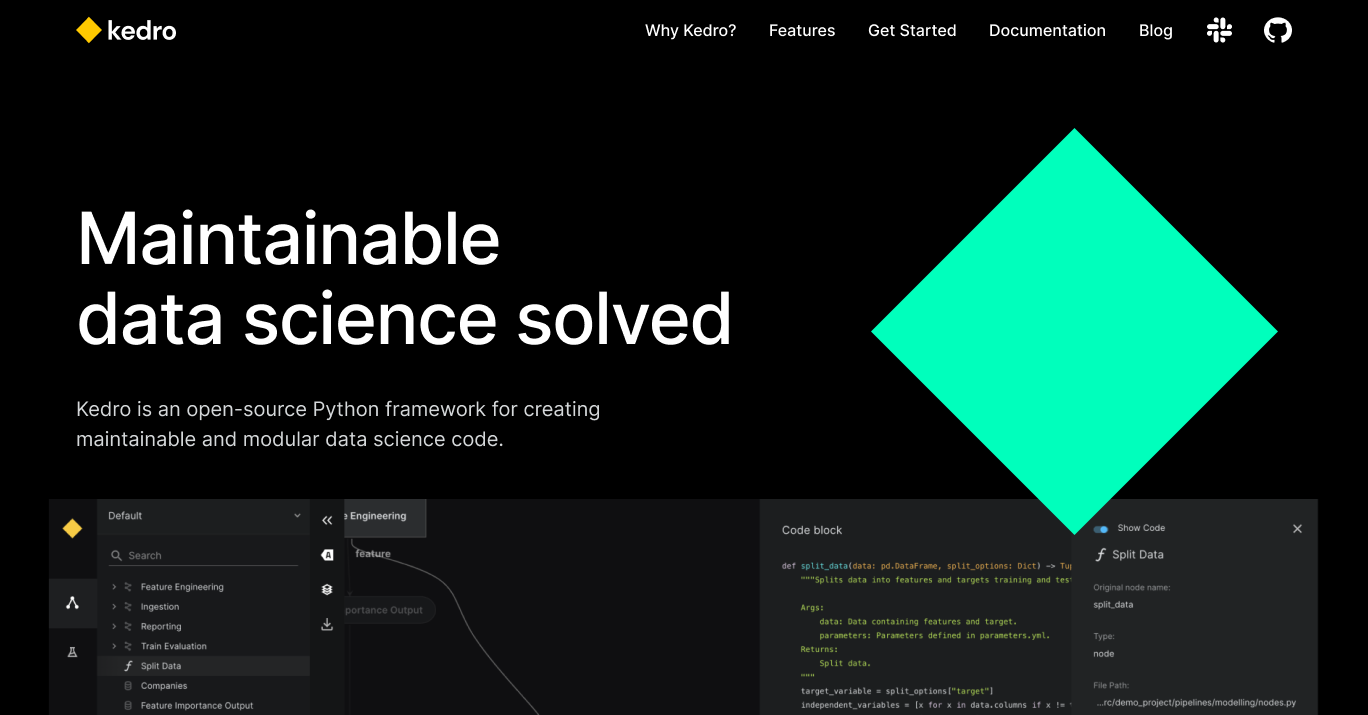 kedro
Why Kedro?
Features
Get Started
Documentation
Blog
Maintainable
data science solved
Kedro is an open-source Python framework for creating
maintainable and modular data science code.
Default
Search
Feature Engineering
Ingestion
Reporting
Train Evaluation
Split Data
Companies
Feature Importance Output
A
e Engineering
feature
portance Output
Code block
def split_data(data: pd.DataFrame, split_options: Dict) -> Tup
"""Splits data into features and targets training and test
Args:
data: Data containing features and target.
parameters: Parameters defined in parameters.yml.
Returns:
Split data.
"""
target_variable = split_options["target"]
independent_variables = [x for x in data.columns if x !=
Show Code
Split Data
Original node name:
split_data
Type:
node
File Path:
...rc/demo_project/pipelines/modelling/nodes.py